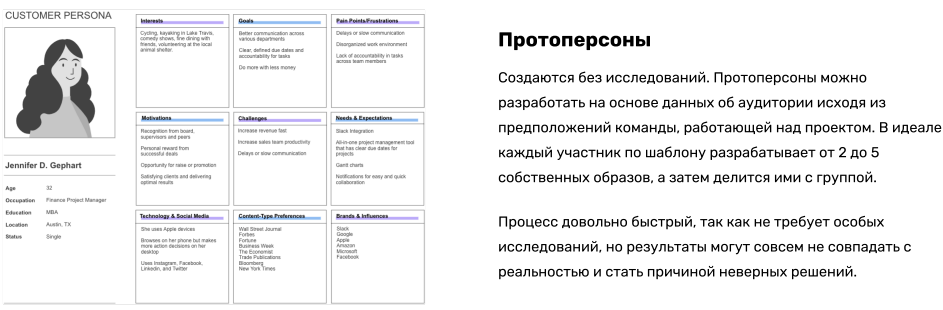 CUSTOMER PERSONA
Jennifer D. Gephart
Age 32
Occupation Finance Project Manager
Education MBA
Location Austin, TX
Status Single
Interests
Cycling, kayaking in Lake Travis,
comedy shows, fine dining with
friends, volunteering at the local
animal shelter.
Goals
Better communication across
various departments
Clear, defined due dates and
accountability for tasks
Do more with less money
Pain Points/Frustrations
Delays or slow communication
Disorganized work environment
Lack of accountability in tasks
across team members
Motivations
Recognition from board,
supervisors and peers
Personal reward from
successful deals
Opportunity for raise or promotion
Satisfying clients and delivering
optimal results
Challenges
Increase revenue fast
Increase sales team productivity
Delays or slow communication
Needs & Expectations
Slack Integration
All-in-one project management tool
that has clear due dates for
projects
Gantt charts
Notifications for easy and quick
collaboration
Technology & Social Media
She uses Apple devices
Browses on her phone but makes
more action decisions on her
desktop
Uses Instagram, Facebook,
LinkedIn, and Twitter
Content-Type Preferences
Wall Street Journal
Forbes
Fortune
Business Week
The Economist
Trade Publications
Bloomberg
New York Times
Brands & Influences
Slack
Google
Apple
Amazon
Microsoft
Facebook
Протоперсоны
Создаются без исследований. Протоперсоны можно
разработать на основе данных об аудитории исходя из
предположений команды, работающей над проектом. В идеале
каждый участник по шаблону разрабатывает от 2 до 5
собственных образов, а затем делится ими с группой.
Процесс довольно быстрый, так как не требует особых
исследований, но результаты могут совсем не совпадать с
реальностью и стать причиной неверных решений.